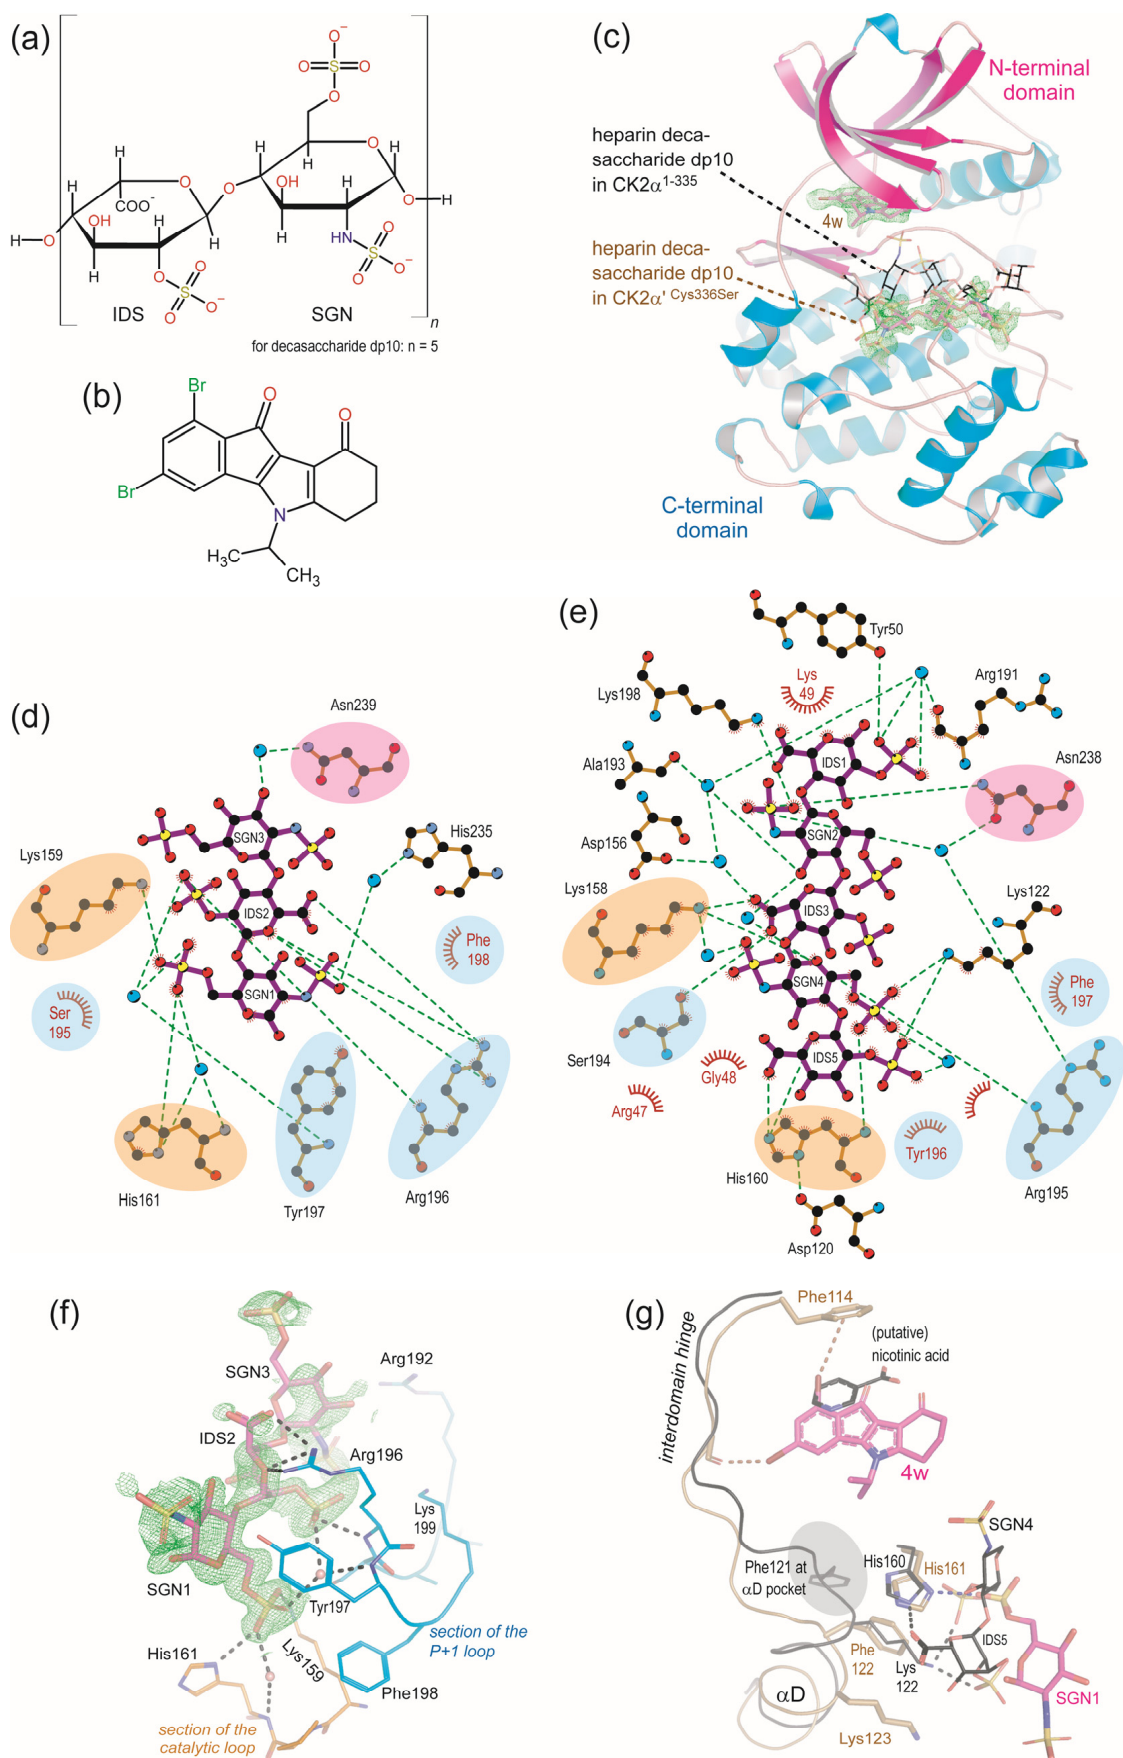 (a)
O⁻
O S O
O
H
H
O
H
H
OH
H
O
H
O
COO⁻
OH
H
H
H
O
H
H
HN
O
S
O
O⁻
H
O
H
O
S
O
O⁻
O
IDS
SGN
n
for decasaccharide dp10: n = 5
(b)
Br
O
O
Br
N
H₃C
CH₃
(c)
N-terminal
domain
heparin deca-
saccharide dp10
in CK2α¹⁻³³⁵
4w
heparin deca-
saccharide dp10
in CK2α' Cys336Ser
C-terminal
domain
(d)
Asn239
SGN3
His235
Lys159
IDS2
Phe
198
SGN1
Ser
195
His161
Tyr197
Arg196
(e)
Tyr50
Lys
49
Arg191
Lys198
IDS1
Ala193
Asn238
SGN2
Asp156
Lys158
Lys122
IDS3
Phe
197
SGN4
Ser194
IDS5
Gly48
Arg47
Tyr196
His160
Arg195
Asp120
(f)
SGN3
Arg192
IDS2
Arg196
Lys
199
SGN1
Tyr197
section of the
P+1 loop
His161
Lys159
Phe198
section of the
catalytic loop
(g)
Phe114
(putative)
nicotinic acid
interdomain hinge
4w
SGN4
His160
His161
Phe121 at
αD pocket
Phe
122
Lys
122
IDS5
αD
SGN1
Lys123